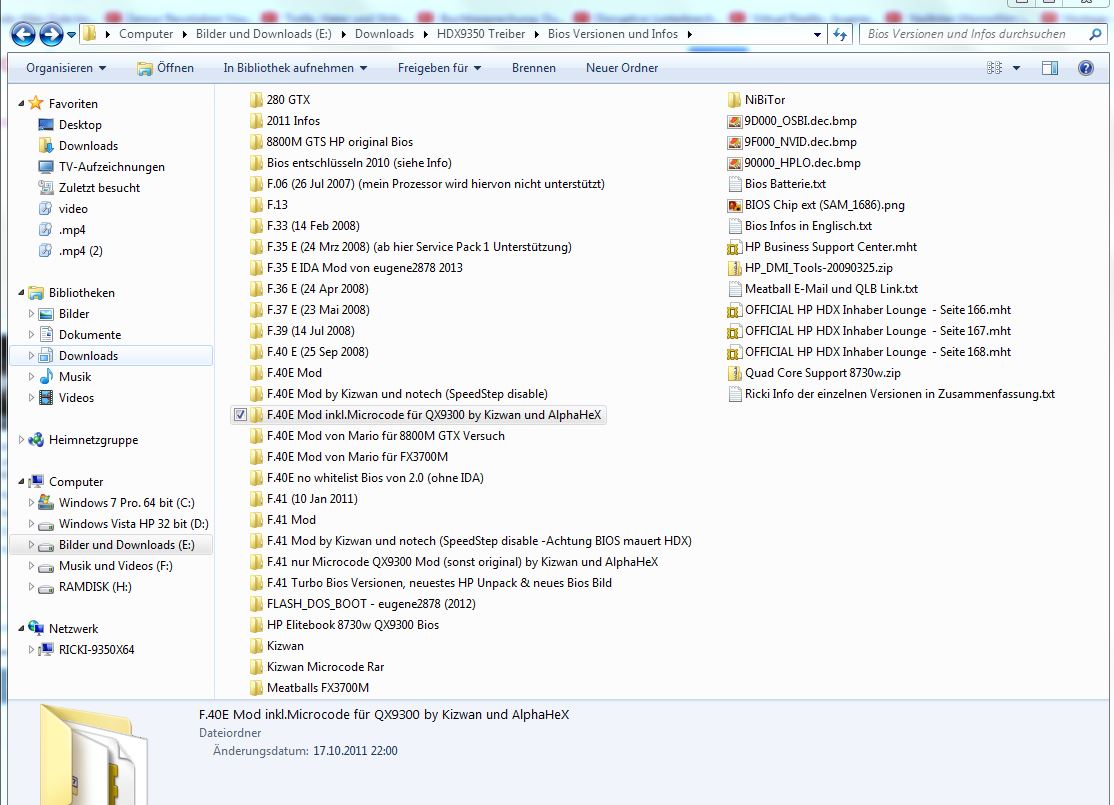 Computer
Bilder und Downloads (E:)
Downloads
HDX9350 Treiber
Bios Versionen und Infos
Bios Versionen und Infos durchsuchen
Organisieren
Öffnen
In Bibliothek aufnehmen
Freigeben für
Brennen
Neuer Ordner
Favoriten
Desktop
Downloads
TV-Aufzeichnungen
Zuletzt besucht
video
.mp4
.mp4 (2)
Bibliotheken
Bilder
Dokumente
Downloads
Musik
Videos
Heimnetzgruppe
Computer
Windows 7 Pro. 64 bit (C:)
Windows Vista HP 32 bit (D:)
Bilder und Downloads (E:)
Musik und Videos (F:)
RAMDISK (H:)
Netzwerk
RICKI-9350X64
280 GTX
2011 Infos
8800M GTS HP original Bios
Bios entschlüseln 2010 (siehe Info)
F.06 (26 Jul 2007) (mein Prozessor wird hiervon nicht unterstützt)
F.13
F.33 (14 Feb 2008)
F.35 E (24 Mrz 2008) (ab hier Service Pack 1 Unterstützung)
F.35 E IDA Mod von eugene2878 2013
F.36 E (24 Apr 2008)
F.37 E (23 Mai 2008)
F.39 (14 Jul 2008)
F.40 E (25 Sep 2008)
F.40E Mod
F.40E Mod by Kizwan und notech (SpeedStep disable)
F.40E Mod inkl.Microcode für QX9300 by Kizwan und AlphaHeX
F.40E Mod von Mario für 8800M GTX Versuch
F.40E Mod von Mario für FX3700M
F.40E no whitelist Bios von 2.0 (ohne IDA)
F.41 (10 Jan 2011)
F.41 Mod
F.41 Mod by Kizwan und notech (SpeedStep disable -Achtung BIOS mauert HDX)
F.41 nur Microcode QX9300 Mod (sonst original) by Kizwan und AlphaHeX
F.41 Turbo Bios Versionen, neuestes HP Unpack & neues Bios Bild
FLASH_DOS_BOOT - eugene2878 (2012)
HP Elitebook 8730w QX9300 Bios
Kizwan
Kizwan Microcode Rar
Meatballs FX3700M
NiBiTor
9D000_OSBI.dec.bmp
9F000_NVID.dec.bmp
90000_HPLO.dec.bmp
Bios Batterie.txt
BIOS Chip ext (SAM_1686).png
Bios Infos in Englisch.txt
HP Business Support Center.mht
HP_DMI_Tools-20090325.zip
Meatball E-Mail und QLB Link.txt
OFFICIAL HP HDX Inhaber Lounge - Seite 166.mht
OFFICIAL HP HDX Inhaber Lounge - Seite 167.mht
OFFICIAL HP HDX Inhaber Lounge - Seite 168.mht
Quad Core Support 8730w.zip
Ricki Info der einzelnen Versionen in Zusammenfassung.txt
F.40E Mod inkl.Microcode für QX9300 by Kizwan und AlphaHeX
Dateiordner
Änderungsdatum: 17.10.2011 22:00